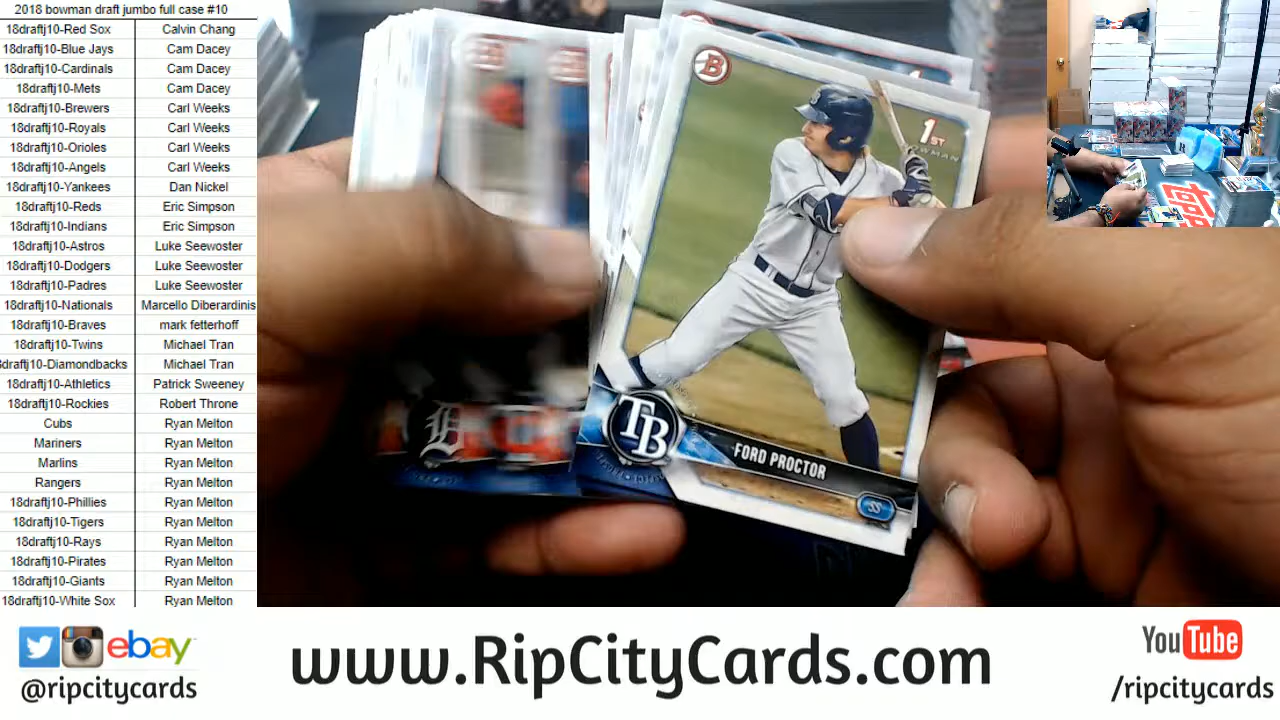 2018 bowman draft jumbo full case #10
18draftj10-Red Sox Calvin Chang
18draftj10-Blue Jays Cam Dacey
18draftj10-Cardinals Cam Dacey
18draftj10-Mets Cam Dacey
18draftj10-Brewers Carl Weeks
18draftj10-Royals Carl Weeks
18draftj10-Orioles Carl Weeks
18draftj10-Angels Carl Weeks
18draftj10-Yankees Dan Nickel
18draftj10-Reds Eric Simpson
18draftj10-Indians Eric Simpson
18draftj10-Astros Luke Seewoster
18draftj10-Dodgers Luke Seewoster
18draftj10-Padres Luke Seewoster
18draftj10-Nationals Marcello Diberardinis
18draftj10-Braves mark fetterhoff
18draftj10-Twins Michael Tran
8draftj10-Diamondbacks Michael Tran
18draftj10-Athletics Patrick Sweeney
18draftj10-Rockies Robert Throne
Cubs Ryan Melton
Mariners Ryan Melton
Marlins Ryan Melton
Rangers Ryan Melton
18draftj10-Phillies Ryan Melton
18draftj10-Tigers Ryan Melton
18draftj10-Rays Ryan Melton
18draftj10-Pirates Ryan Melton
18draftj10-Giants Ryan Melton
18draftj10-White Sox Ryan Melton
B
1ST
OWMAN
TB
FORD PROCTOR
SS
D
ebay
@ripcitycards
www.RipCityCards.com
YouTube
/ripcitycards